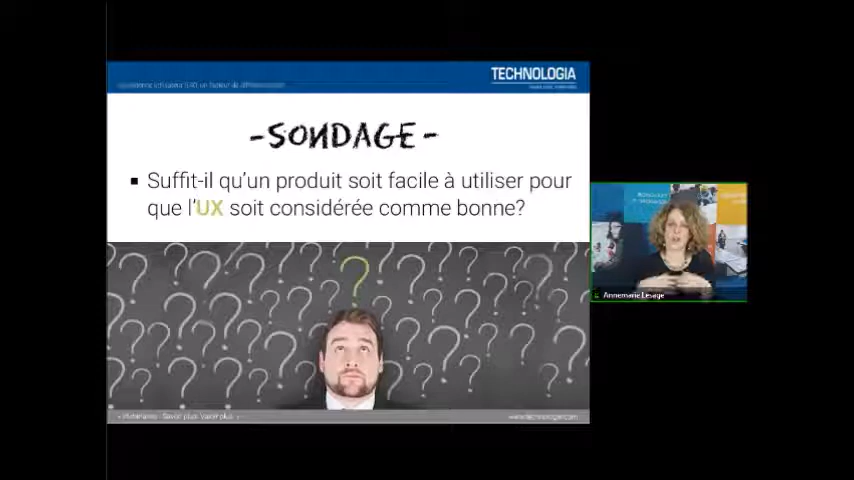 TECHNOLOGIA
-SONDAGE-
▪ Suffit-il qu'un produit soit facile à utiliser pour
que l'UX soit considérée comme bonne?
Annemarie Lesage